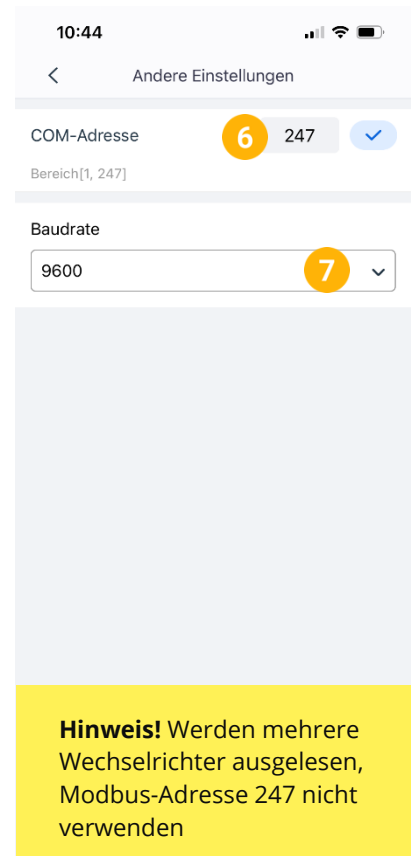 10:44
Andere Einstellungen
COM-Adresse 6 247
Bereich[1, 247]
Baudrate
9600 7
Hinweis! Werden mehrere
Wechselrichter ausgelesen,
Modbus-Adresse 247 nicht
verwenden